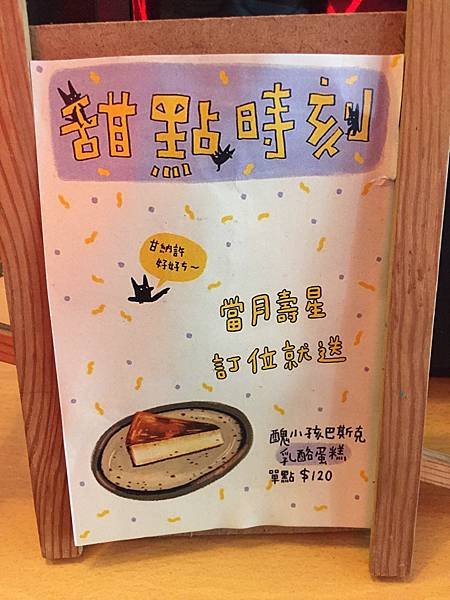 甜點時刻
甘納許
好好ㄘ～
當月壽星
訂位就送
醜小孩巴斯克
乳酪蛋糕
單點 $120